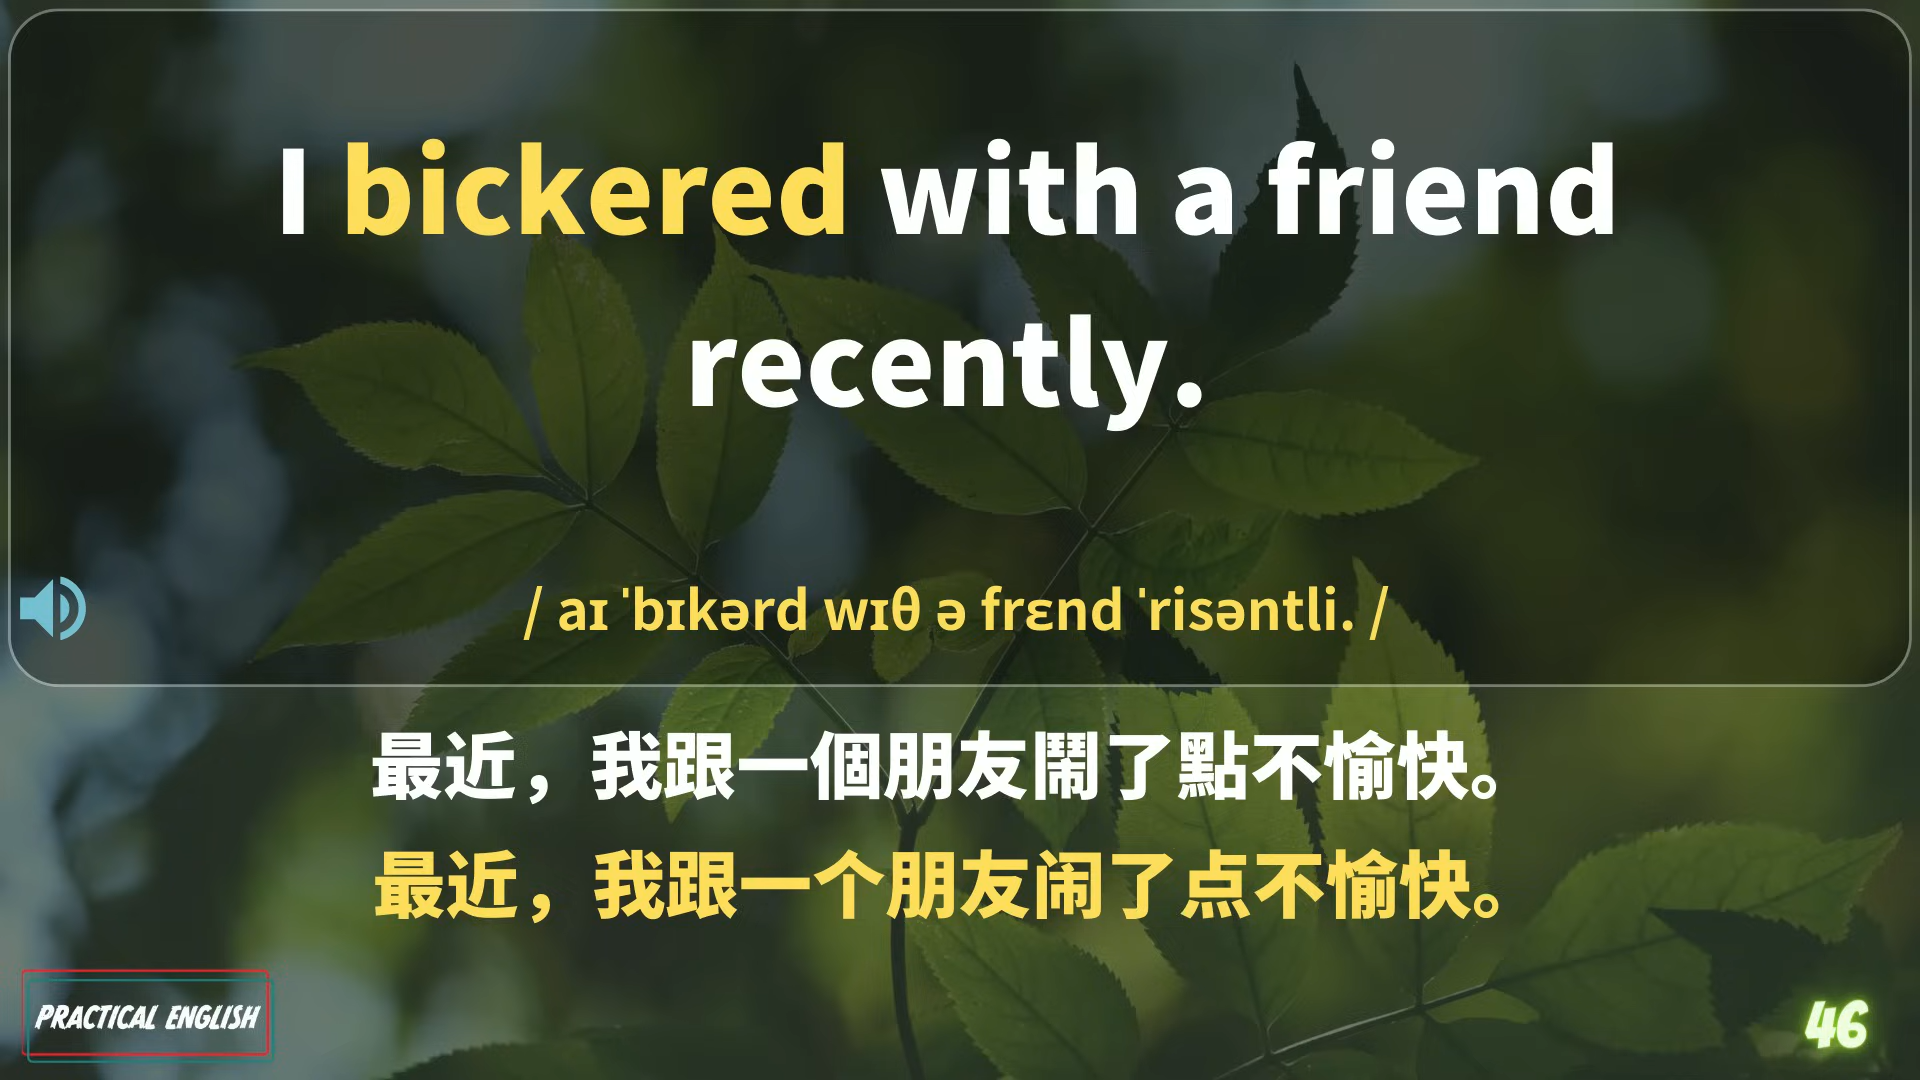 I bickered with a friend
recently.
/ aɪ ˈbɪkərd wɪθ ə frɛnd ˈrisəntli. /
最近，我跟一個朋友鬧了點不愉快。
最近，我跟一个朋友闹了点不愉快。
PRACTICAL ENGLISH
46